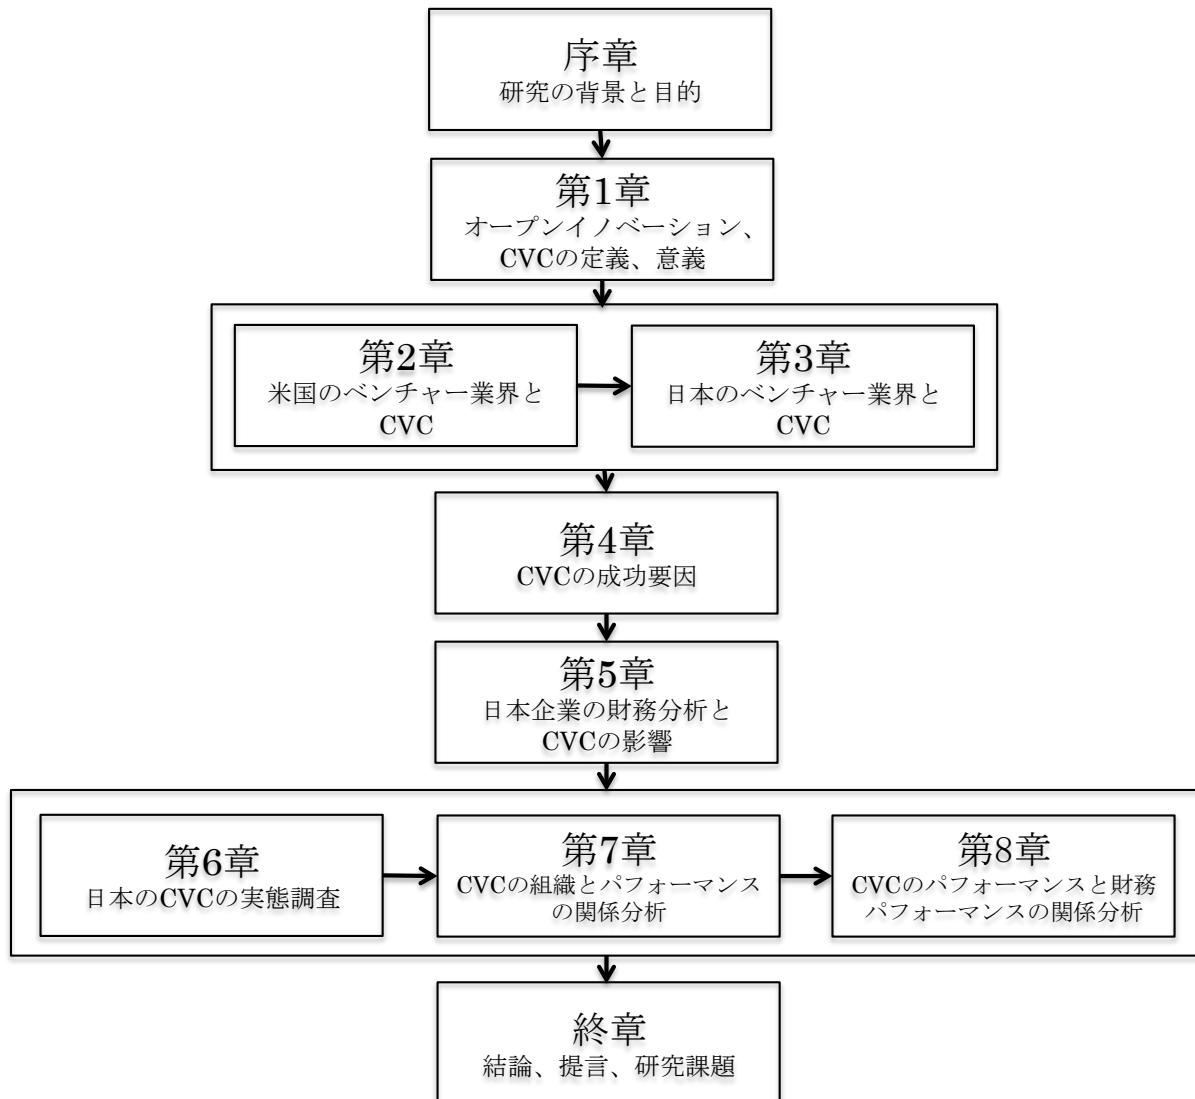 序章
研究の背景と目的
第1章
オープンイノベーション、
CVCの定義、意義
第2章
米国のベンチャー業界と
CVC
第3章
日本のベンチャー業界と
CVC
第4章
CVCの成功要因
第5章
日本企業の財務分析と
CVCの影響
第6章
日本のCVCの実態調査
第7章
CVCの組織とパフォーマンス
の関係分析
第8章
CVCのパフォーマンスと財務
パフォーマンスの関係分析
終章
結論、提言、研究課題